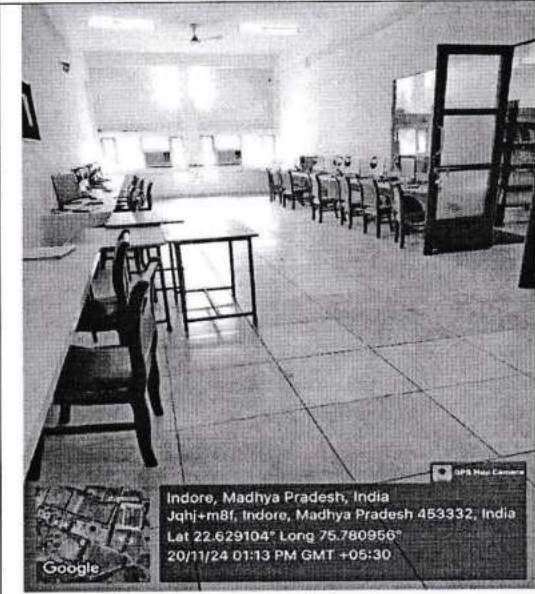 GPS Map Camera
Indore, Madhya Pradesh, India
Jqhj+m8f, Indore, Madhya Pradesh 453332, India
Lat 22.629104° Long 75.780956°
20/11/24 01:13 PM GMT +05:30
Google